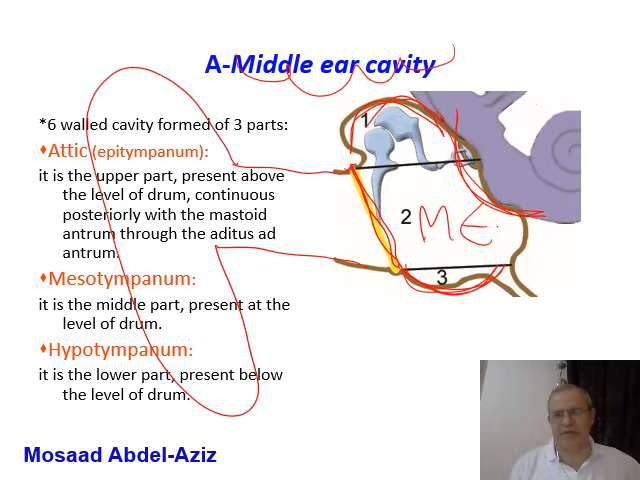 A-Middle ear cavity
*6 walled cavity formed of 3 parts:
Attic (epitympanum):
it is the upper part, present above
the level of drum, continuous
posteriorly with the mastoid
antrum through the aditus ad
antrum.
Mesotympanum:
it is the middle part, present at the
level of drum.
Hypotympanum:
it is the lower part, present below
the level of drum.
1
2
ME
3
Mosaad Abdel-Aziz